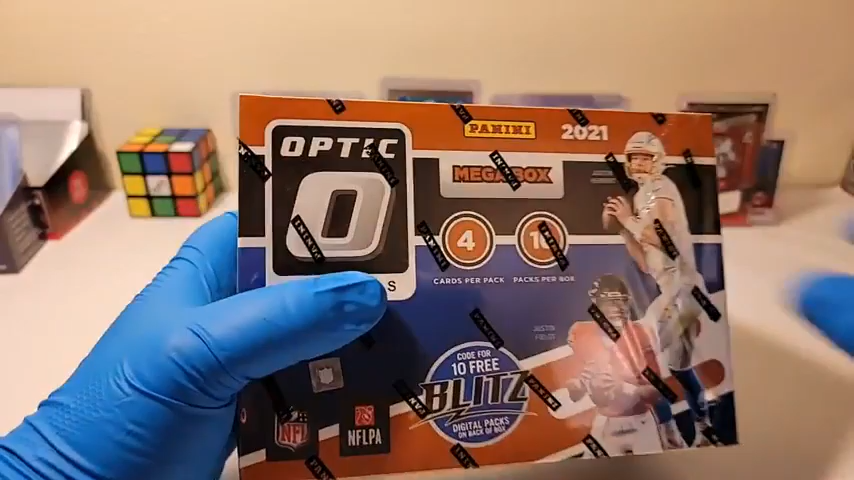 OPTIC
PANINI
2021
MEGA BOX
4
10
CARDS PER PACK
PACKS PER BOX
JUSTIN
FIELDS
CODE FOR
10 FREE
BLITZ
DIGITAL PACKS
ON BACK OF BOX
NFL
NFLPA